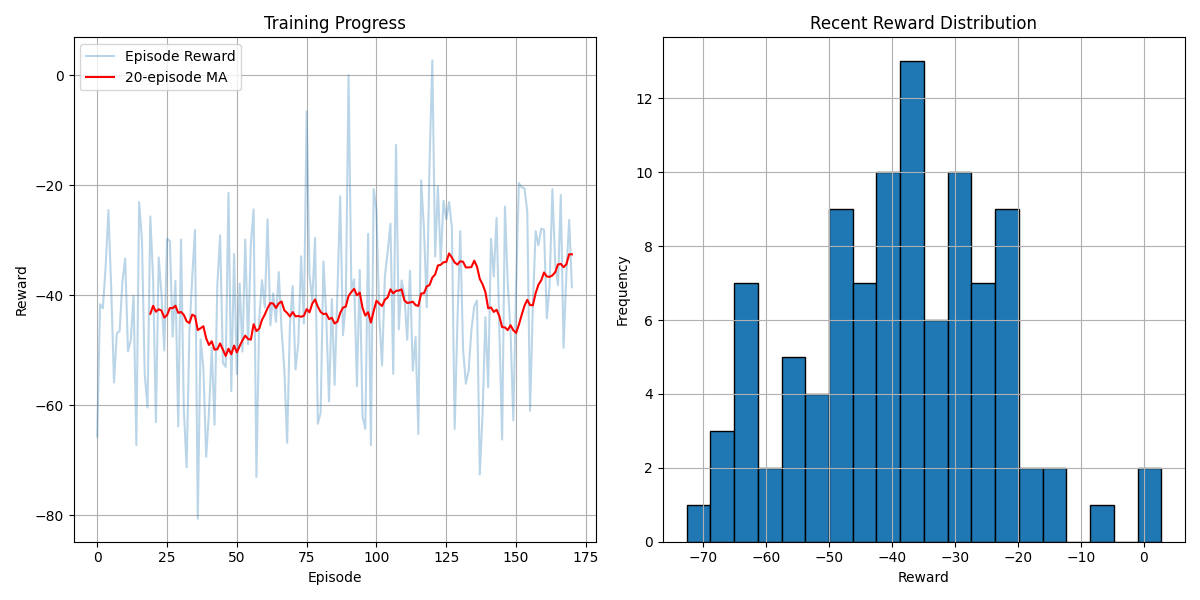 Training Progress
Episode Reward
20-episode MA
0
−20
−40
−60
−80
Reward
0 25 50 75 100 125 150 175
Episode
Recent Reward Distribution
12
10
8
6
4
2
0
Frequency
−70 −60 −50 −40 −30 −20 −10 0
Reward